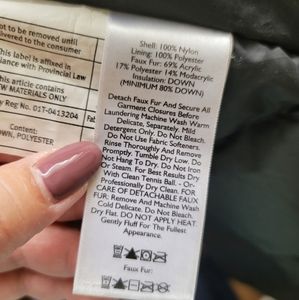 not to be removed until
delivered to the consumer
his label is affixed in
ance with Provincial Law
his article contains
EW MATERIALS ONLY
y Reg No. 01T-0413204
Content:
OWN, POLYESTER
Fab
Shell: 100% Nylon
Lining: 100% Polyester
Faux Fur: 69% Acrylic
17% Polyester 14% Modacrylic
Insulation: DOWN
(MINIMUM 80% DOWN)
Detach Faux Fur And Secure All
Garment Closures Before
Laundering Machine Wash Warm
Delicate, Separately. Mild
Detergent Only. Do Not Bleach.
Do Not Use Fabric Softeners.
Rinse Thoroughly And Remove
Promptly. Tumble Dry Low. Do
Not Hang To Dry. Do Not Iron
Or Steam. For Best Results Dry
With Clean Tennis Ball. - Or-
Professionally Dry Clean. FOR
CARE OF DETACHABLE FAUX
FUR: Remove And Machine Wash
Cold Delicate. Do Not Bleach.
Dry Flat. DO NOT APPLY HEAT.
Gently Fluff For The Fullest
Appearance.
Faux Fur: